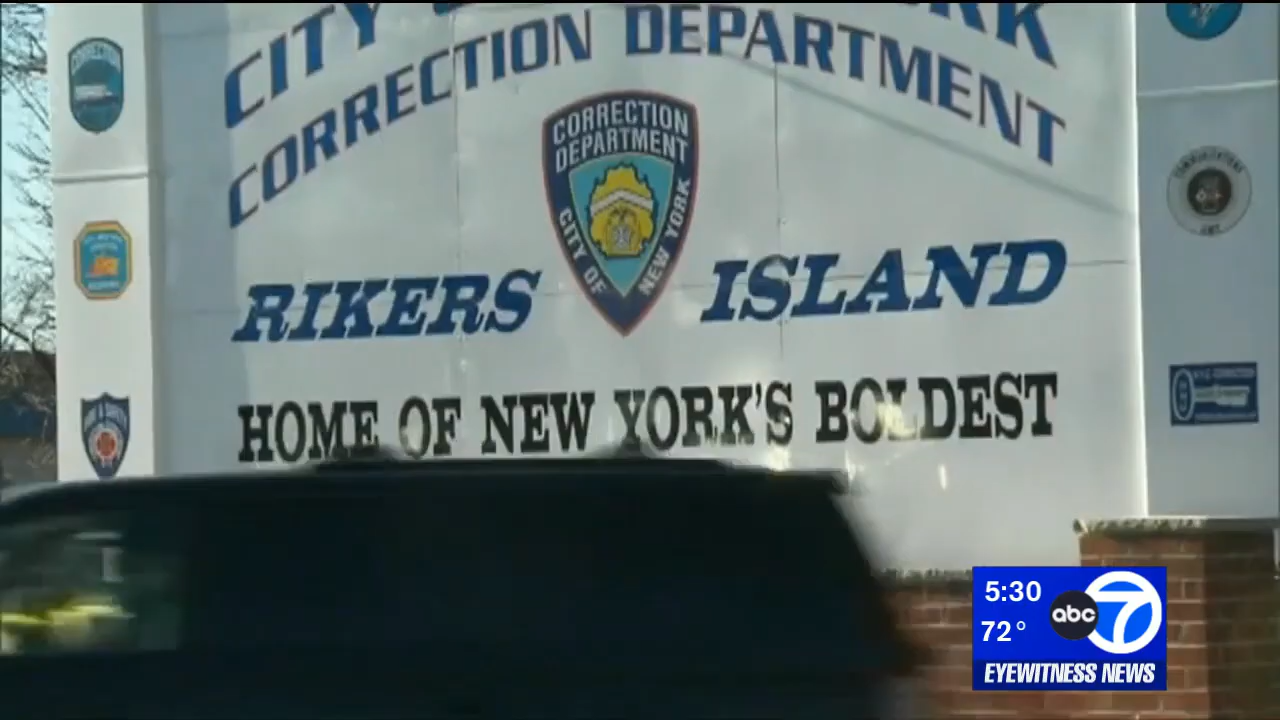 CITY
CORRECTION DEPARTMENT
CORRECTION
DEPARTMENT
CITY OF NEW YORK
RIKERS ISLAND
HOME OF NEW YORK'S BOLDEST
5:30
72°
abc 7
EYEWITNESS NEWS